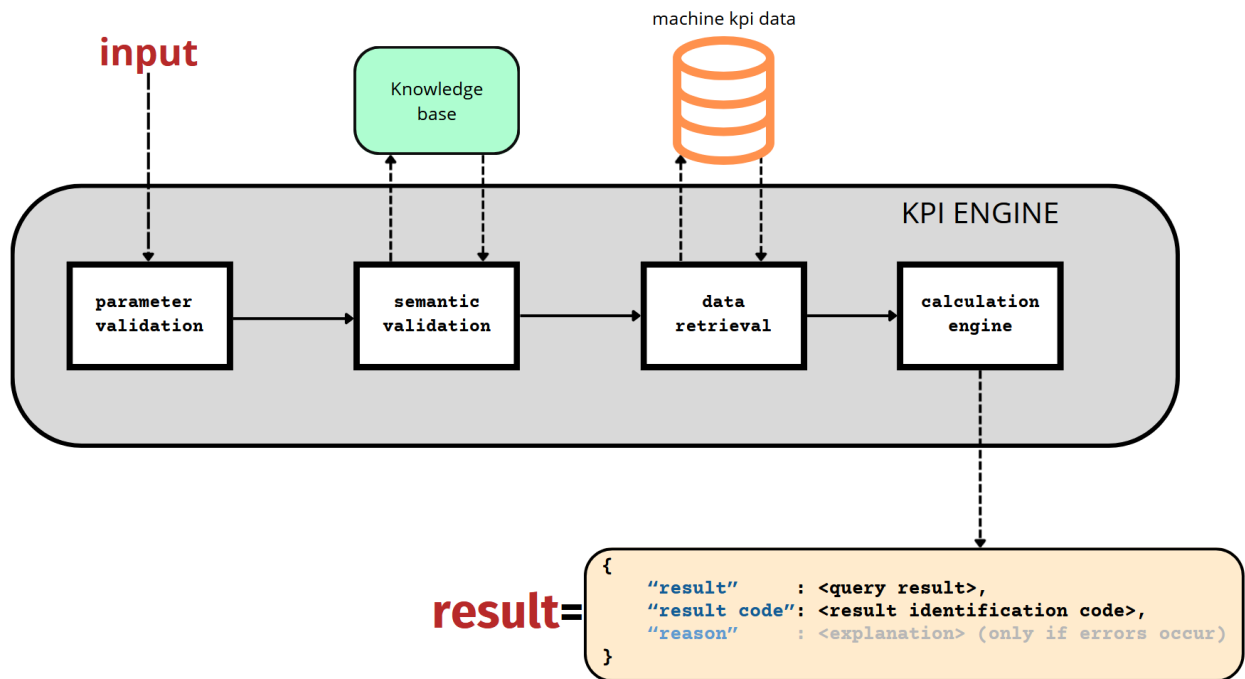 machine kpi data
input
Knowledge
base
KPI ENGINE
parameter
validation
semantic
validation
data
retrieval
calculation
engine
result=
{
“result” : <query result>,
“result code”: <result identification code>,
“reason” : <explanation> (only if errors occur)
}